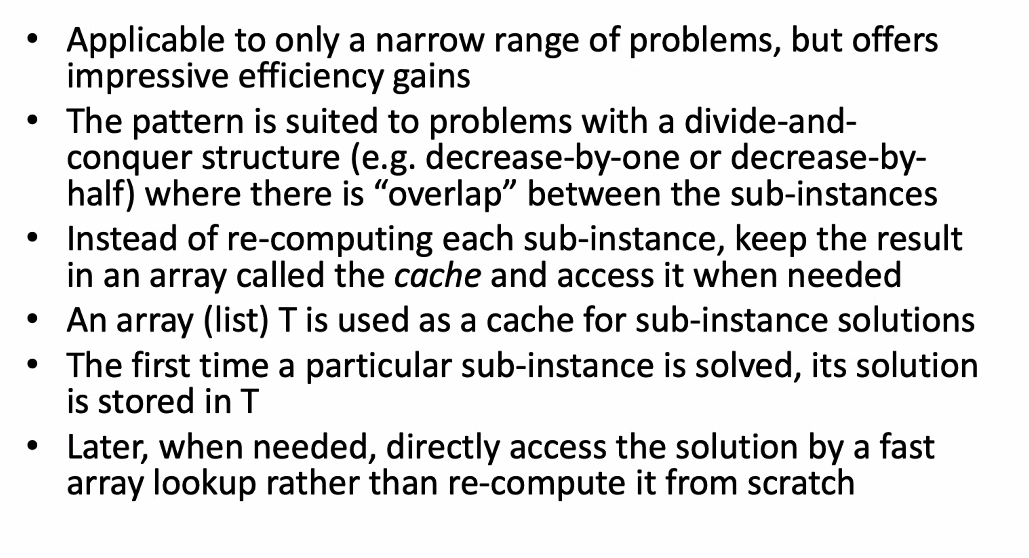 • Applicable to only a narrow range of problems, but offers
impressive efficiency gains
• The pattern is suited to problems with a divide-and-
conquer structure (e.g. decrease-by-one or decrease-by-
half) where there is “overlap” between the sub-instances
• Instead of re-computing each sub-instance, keep the result
in an array called the cache and access it when needed
• An array (list) T is used as a cache for sub-instance solutions
• The first time a particular sub-instance is solved, its solution
is stored in T
• Later, when needed, directly access the solution by a fast
array lookup rather than re-compute it from scratch